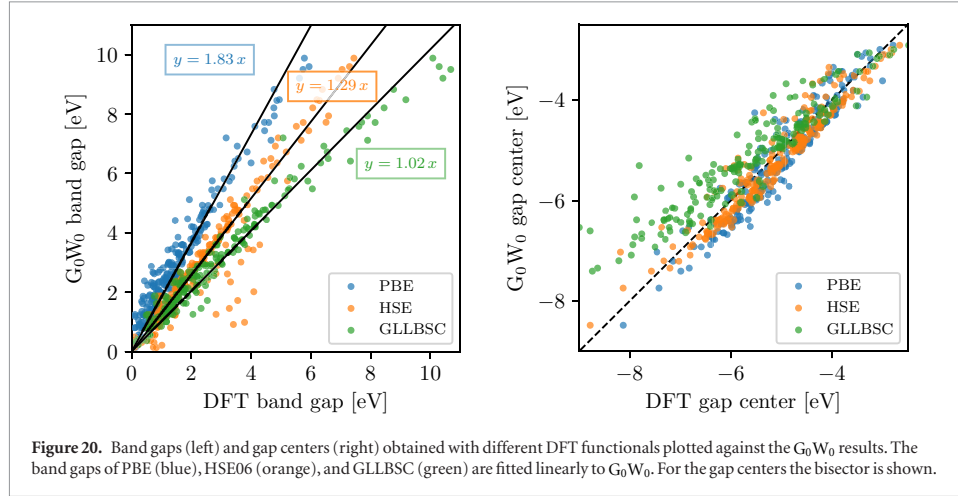 G₀W₀ band gap [eV]
10
8
6
4
2
0
0 2 4 6 8 10
DFT band gap [eV]
y = 1.83 x
y = 1.29 x
y = 1.02 x
PBE
HSE
GLLBSC
G₀W₀ gap center [eV]
−4
−6
−8
−8 −6 −4
DFT gap center [eV]
PBE
HSE
GLLBSC
Figure 20. Band gaps (left) and gap centers (right) obtained with different DFT functionals plotted against the G₀W₀ results. The
band gaps of PBE (blue), HSE06 (orange), and GLLBSC (green) are fitted linearly to G₀W₀. For the gap centers the bisector is shown.